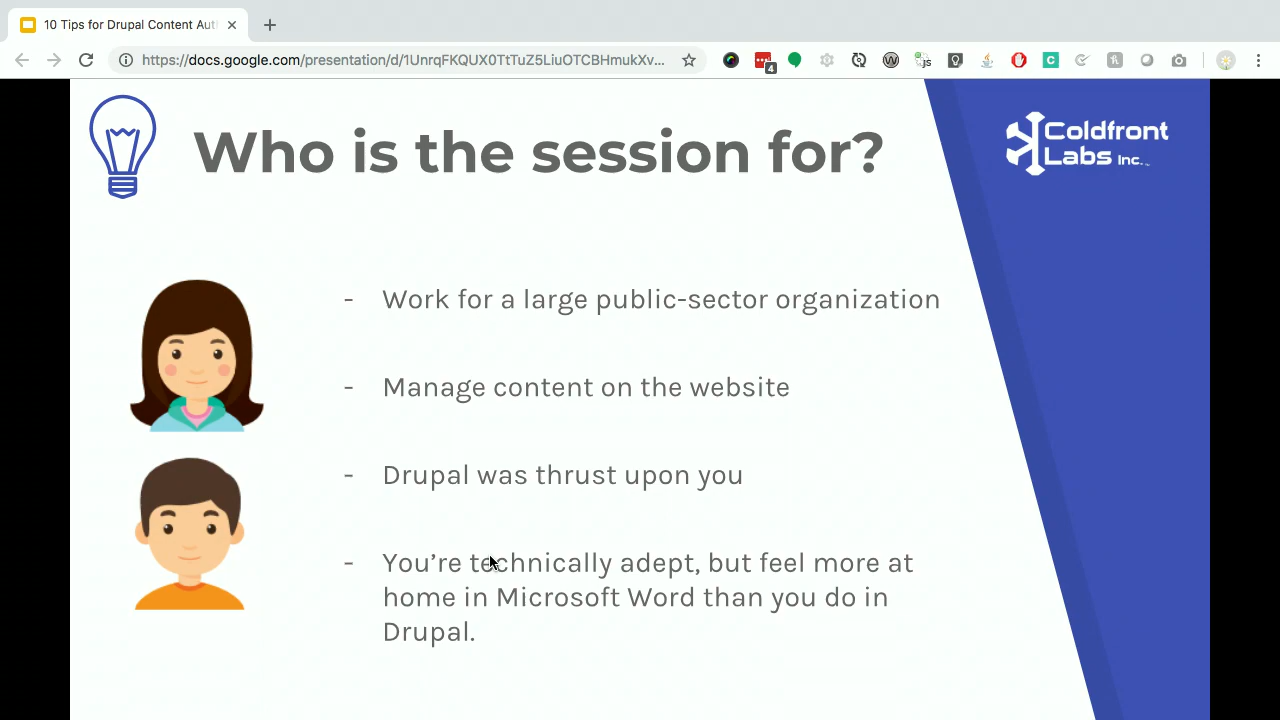 10 Tips for Drupal Content Aut
https://docs.google.com/presentation/d/1UnrqFKQUX0TtTuZ5LiuOTCBHmukXv...
4
Who is the session for?
Coldfront
Labs Inc.
- Work for a large public-sector organization
- Manage content on the website
- Drupal was thrust upon you
- You’re technically adept, but feel more at
home in Microsoft Word than you do in
Drupal.